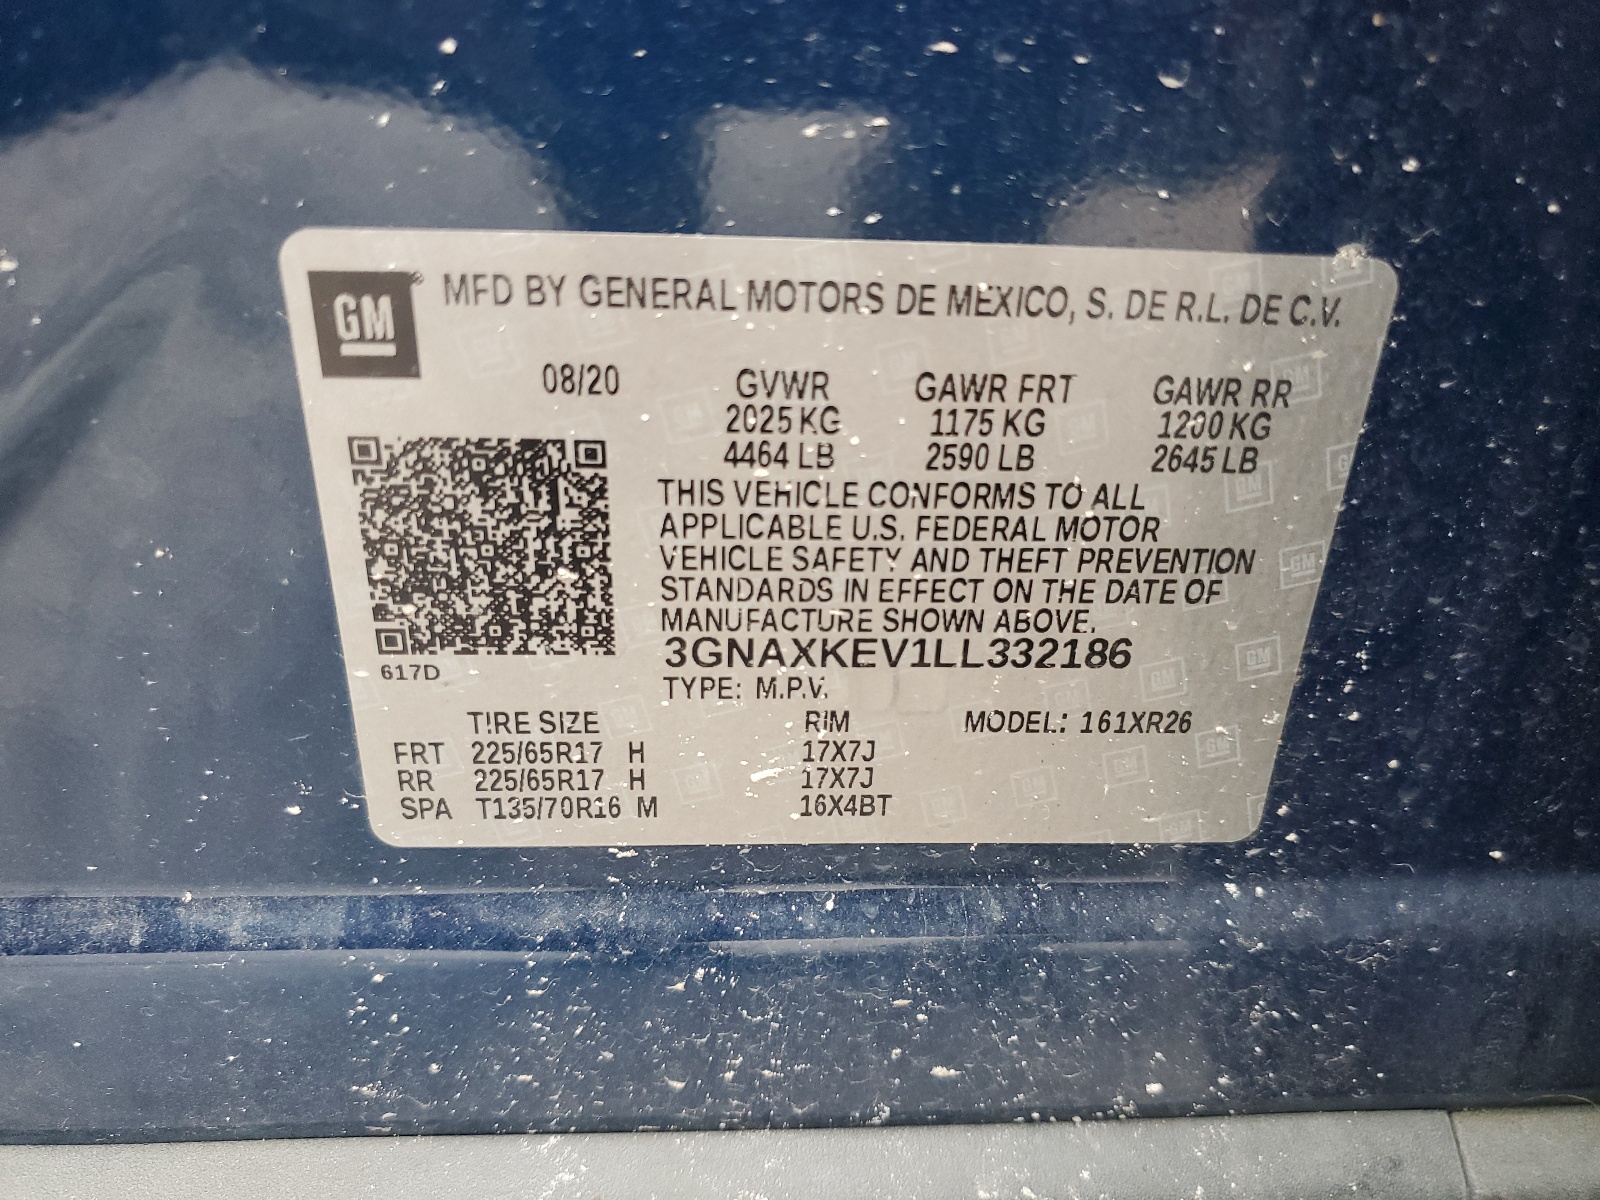 GM ® MFD BY GENERAL MOTORS DE MEXICO, S. DE R.L. DE C.V.
08/20 GVWR GAWR FRT GAWR RR
2025 KG 1175 KG 1200 KG
4464 LB 2590 LB 2645 LB
THIS VEHICLE CONFORMS TO ALL
APPLICABLE U.S. FEDERAL MOTOR
VEHICLE SAFETY AND THEFT PREVENTION
STANDARDS IN EFFECT ON THE DATE OF
MANUFACTURE SHOWN ABOVE.
3GNAXKEV1LL332186
617D
TYPE: M.P.V.
TIRE SIZE RIM MODEL: 161XR26
FRT 225/65R17 H 17X7J
RR 225/65R17 H 17X7J
SPA T135/70R16 M 16X4BT